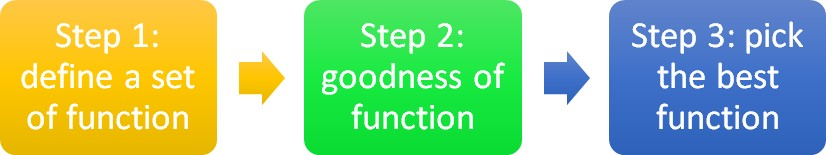 Step 1:
define a set
of function
Step 2:
goodness of
function
Step 3: pick
the best
function